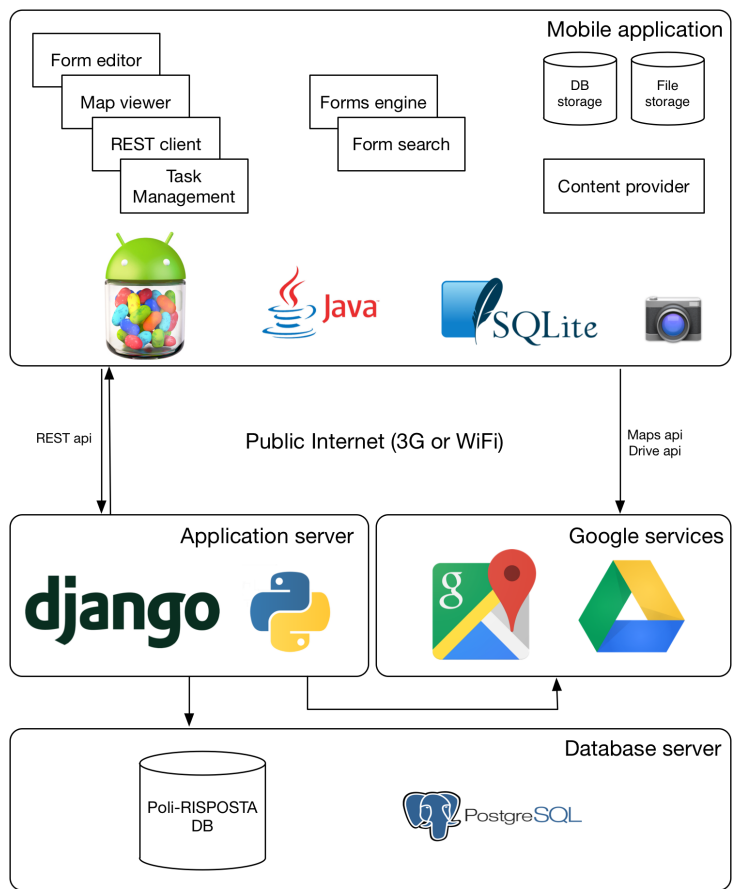 Mobile application
Form editor
Map viewer
REST client
Task
Management
Forms engine
Form search
DB
storage
File
storage
Content provider
Java
SQLite
REST api
Public Internet (3G or WiFi)
Maps api
Drive api
Application server
django
Google services
g
Database server
Poli-RISPOSTA
DB
PostgreSQL